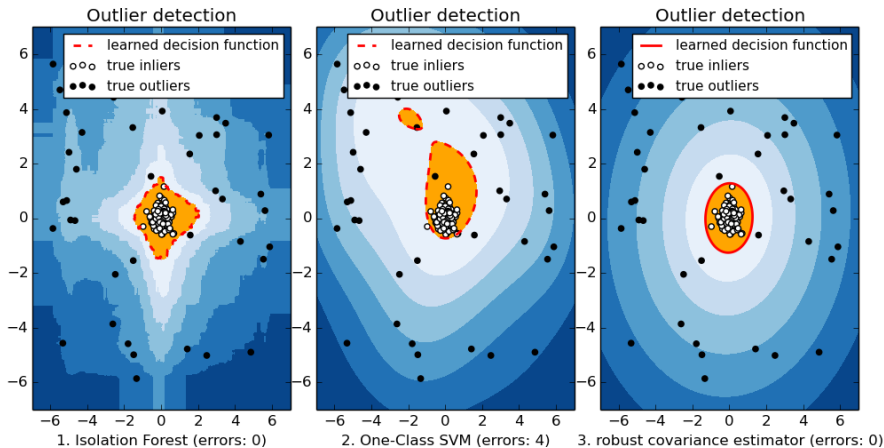 Outlier detection
learned decision function
true inliers
true outliers
6
4
2
0
−2
−4
−6
−6 −4 −2 0 2 4 6
1. Isolation Forest (errors: 0)
Outlier detection
learned decision function
true inliers
true outliers
6
4
2
0
−2
−4
−6
−6 −4 −2 0 2 4 6
2. One-Class SVM (errors: 4)
Outlier detection
learned decision function
true inliers
true outliers
6
4
2
0
−2
−4
−6
−6 −4 −2 0 2 4 6
3. robust covariance estimator (errors: 0)